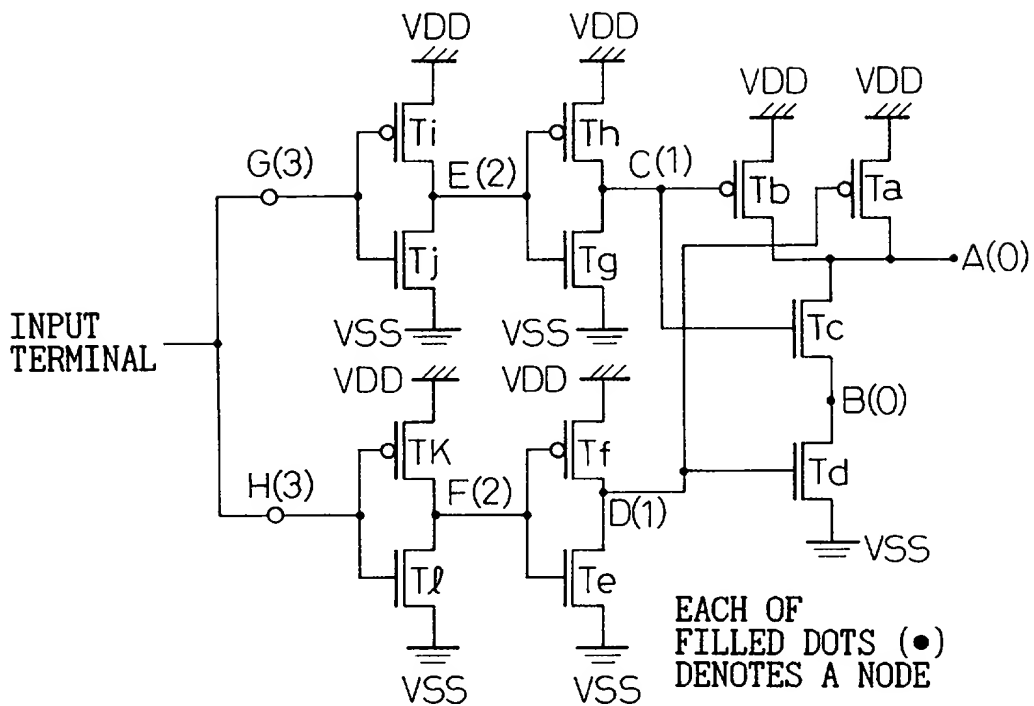 VDD
VDD
VDD
VDD
Ti
Th
G(3)
E(2)
C(1)
Tb
Ta
Tj
Tg
A(0)
INPUT
TERMINAL
VSS
VSS
Tc
VDD
VDD
B(0)
TK
Tf
H(3)
F(2)
D(1)
Td
VSS
Tℓ
Te
EACH OF
FILLED DOTS (●)
DENOTES A NODE
VSS
VSS